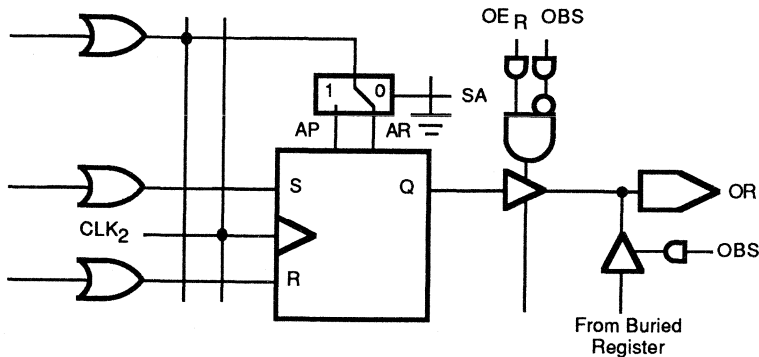 OE R OBS
1 0
SA
AP AR
S Q
OR
CLK2
OBS
R
From Buried
Register